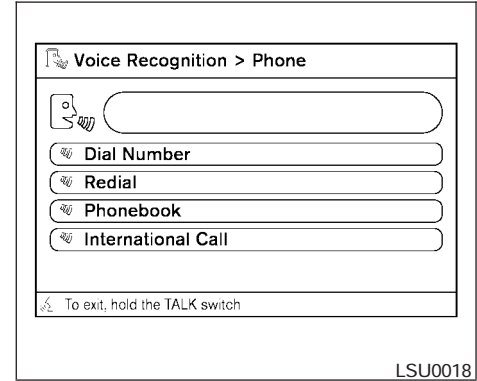 Voice Recognition > Phone
Dial Number
Redial
Phonebook
International Call
To exit, hold the TALK switch
LSU0018